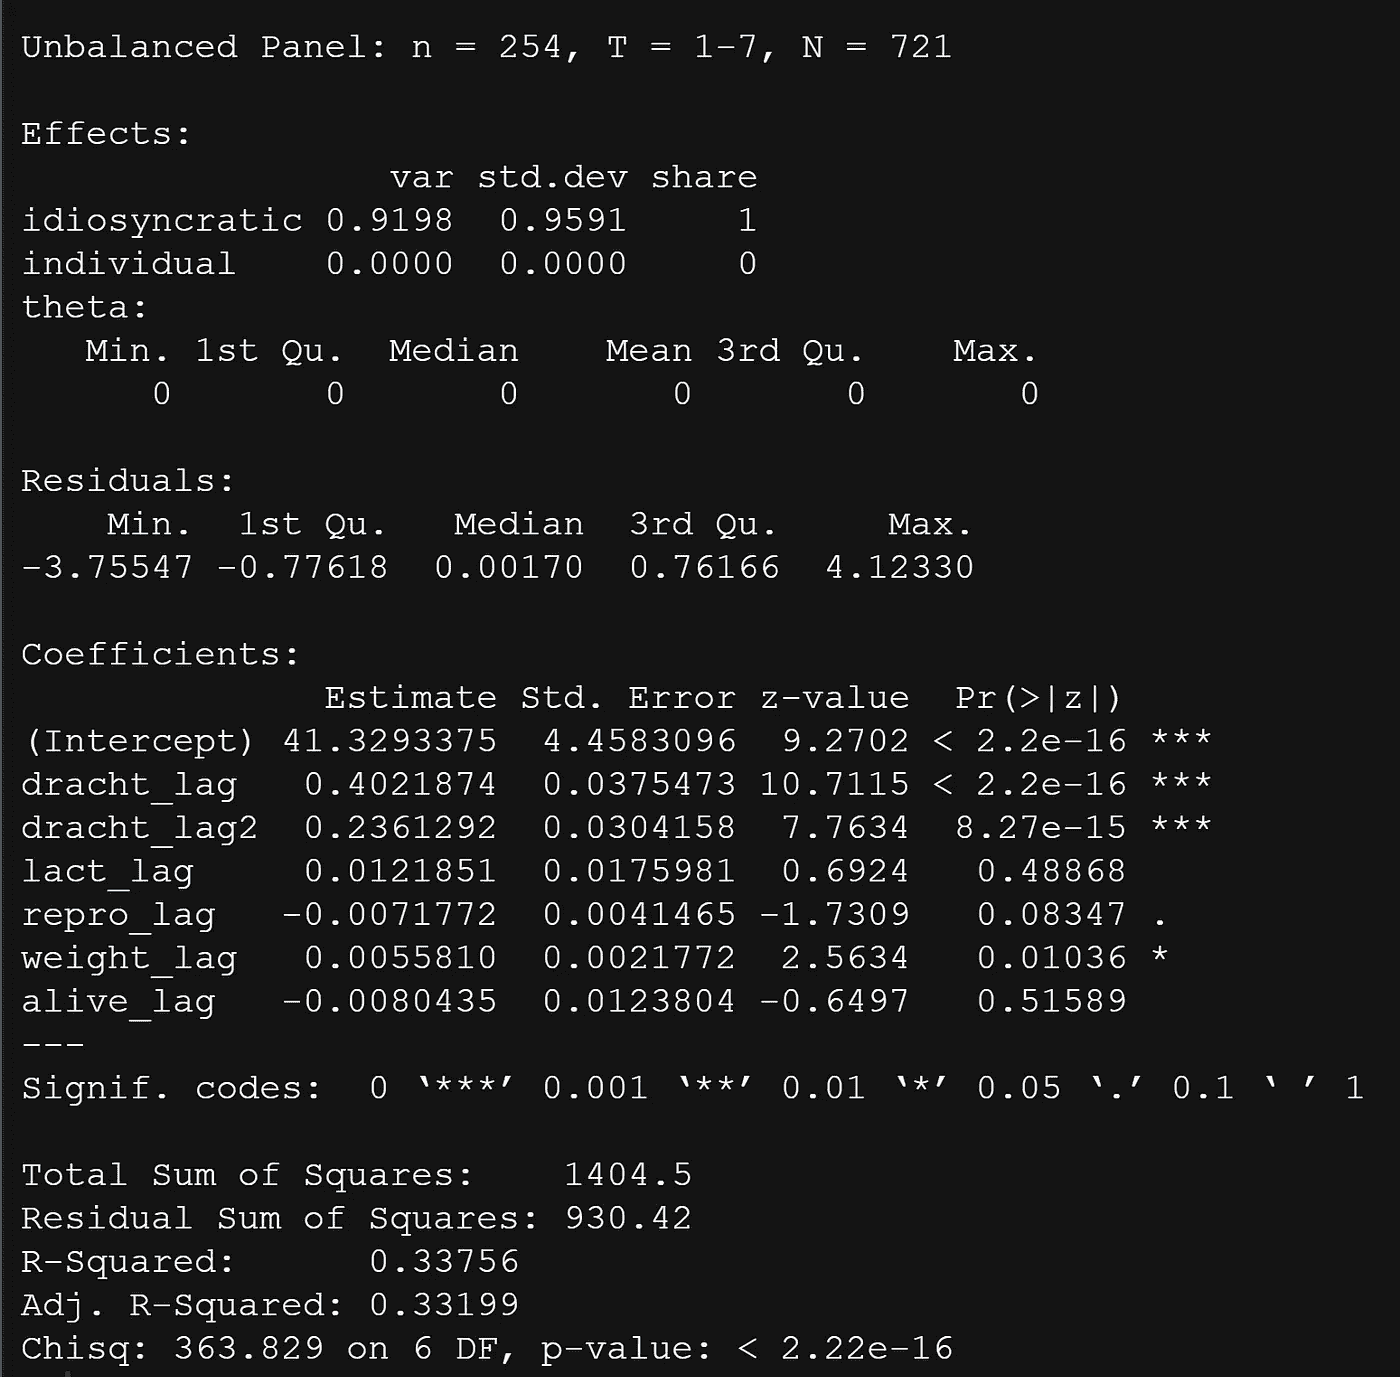 Unbalanced Panel: n = 254, T = 1-7, N = 721
Effects:
var std.dev share
idiosyncratic 0.9198 0.9591 1
individual 0.0000 0.0000 0
theta:
Min. 1st Qu. Median Mean 3rd Qu. Max.
0 0 0 0 0 0
Residuals:
Min. 1st Qu. Median 3rd Qu. Max.
-3.75547 -0.77618 0.00170 0.76166 4.12330
Coefficients:
Estimate Std. Error z-value Pr(>|z|)
(Intercept) 41.3293375 4.4583096 9.2702 < 2.2e-16 ***
dracht_lag 0.4021874 0.0375473 10.7115 < 2.2e-16 ***
dracht_lag2 0.2361292 0.0304158 7.7634 8.27e-15 ***
lact_lag 0.0121851 0.0175981 0.6924 0.48868
repro_lag -0.0071772 0.0041465 -1.7309 0.08347 .
weight_lag 0.0055810 0.0021772 2.5634 0.01036 *
alive_lag -0.0080435 0.0123804 -0.6497 0.51589
---
Signif. codes: 0 ‘***’ 0.001 ‘**’ 0.01 ‘*’ 0.05 ‘.’ 0.1 ‘ ’ 1
Total Sum of Squares: 1404.5
Residual Sum of Squares: 930.42
R-Squared: 0.33756
Adj. R-Squared: 0.33199
Chisq: 363.829 on 6 DF, p-value: < 2.22e-16